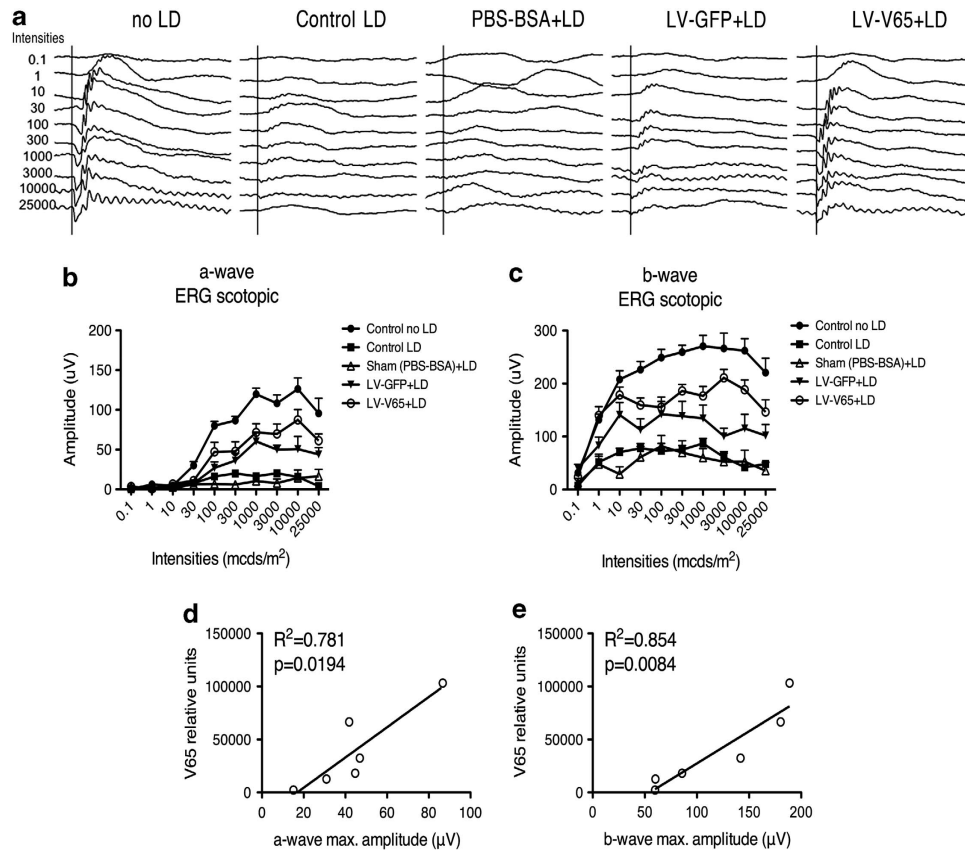 a
no LD
Control LD
PBS-BSA+LD
LV-GFP+LD
LV-V65+LD
Intensities
0.1
1
10
30
100
300
1000
3000
10000
25000
b
a-wave
ERG scotopic
Amplitude (uV)
200
150
100
50
0
0.1
1
10
30
100
300
1000
3000
10000
25000
Intensities (mcds/m²)
Control no LD
Control LD
Sham (PBS-BSA)+LD
LV-GFP+LD
LV-V65+LD
c
b-wave
ERG scotopic
Amplitude (uV)
300
200
100
0
0.1
1
10
30
100
300
1000
3000
10000
25000
Intensities (mcds/m²)
Control no LD
Control LD
Sham (PBS-BSA)+LD
LV-GFP+LD
LV-V65+LD
d
R²=0.781
p=0.0194
V65 relative units
150000
100000
50000
0
0
20
40
60
80
100
a-wave max. amplitude (µV)
e
R²=0.854
p=0.0084
V65 relative units
150000
100000
50000
0
0
50
100
150
200
b-wave max. amplitude (µV)